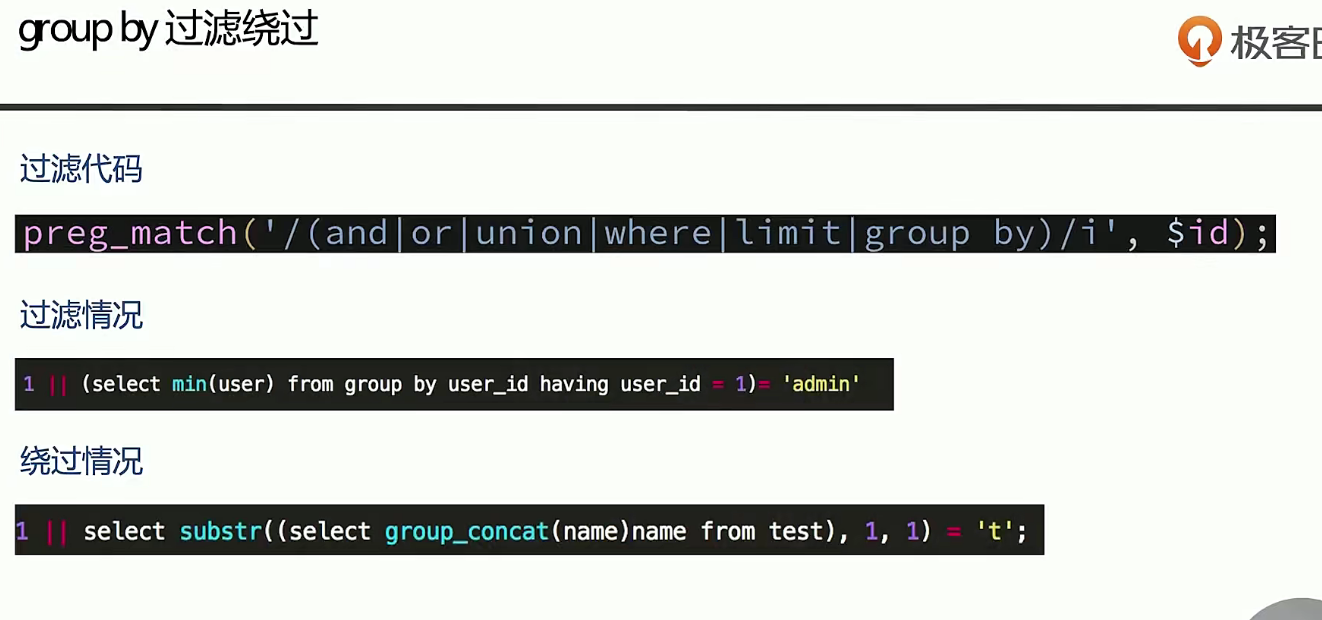 group by 过滤绕过
极客
过滤代码
preg_match('/(and|or|union|where|limit|group by)/i', $id);
过滤情况
1 || (select min(user) from group by user_id having user_id = 1)= 'admin'
绕过情况
1 || select substr((select group_concat(name)name from test), 1, 1) = 't';